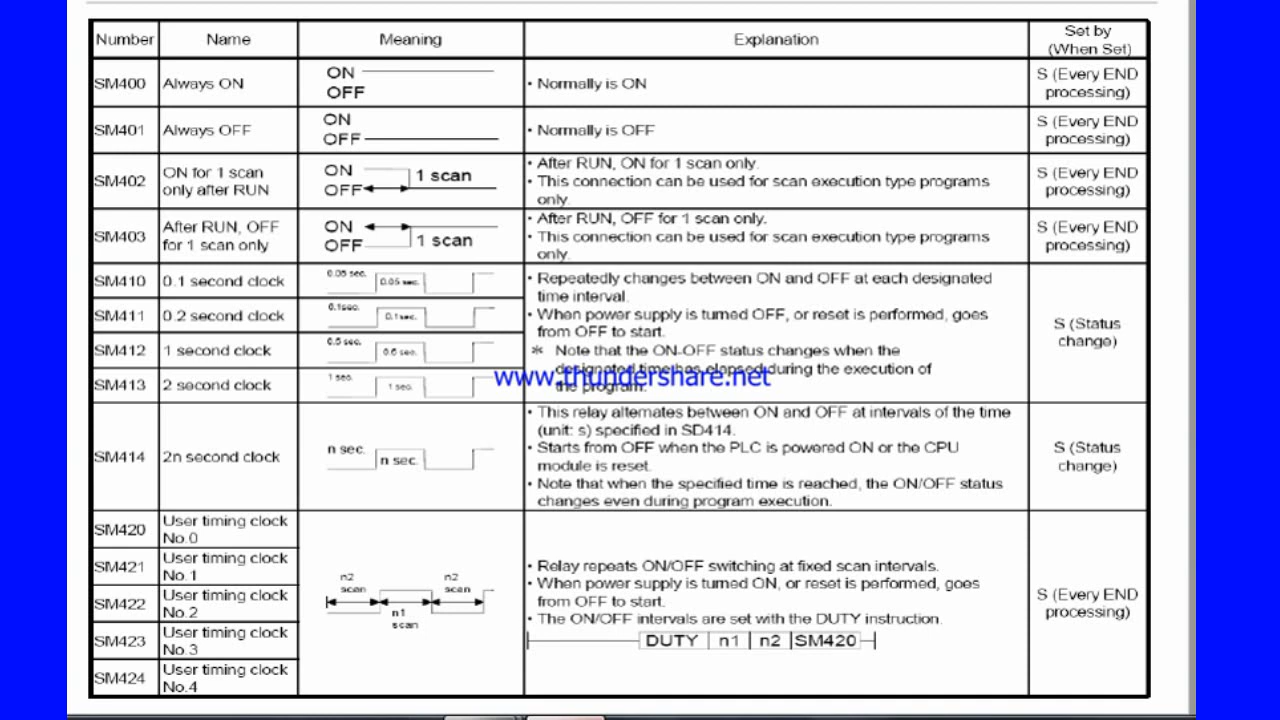 Number Name Meaning Explanation Set by
(When Set)
SM400 Always ON ON
OFF • Normally is ON S (Every END
processing)
SM401 Always OFF ON
OFF • Normally is OFF S (Every END
processing)
SM402 ON for 1 scan
only after RUN ON
OFF 1 scan • After RUN, ON for 1 scan only.
• This connection can be used for scan execution type programs
only. S (Every END
processing)
SM403 After RUN, OFF
for 1 scan only ON
OFF 1 scan • After RUN, OFF for 1 scan only.
• This connection can be used for scan execution type programs
only. S (Every END
processing)
SM410 0.1 second clock 0.05 sec. 0.05 sec.
SM411 0.2 second clock 0.1sec. 0.1sec.
SM412 1 second clock 0.5 sec. 0.5 sec.
SM413 2 second clock 1 sec. 1 sec.
• Repeatedly changes between ON and OFF at each designated
time interval.
• When power supply is turned OFF, or reset is performed, goes
from OFF to start.
* Note that the ON-OFF status changes when the
designated time has elapsed during the execution of
the program.
S (Status
change)
www.thundershare.net
SM414 2n second clock n sec. n sec.
• This relay alternates between ON and OFF at intervals of the time
(unit: s) specified in SD414.
• Starts from OFF when the PLC is powered ON or the CPU
module is reset.
• Note that when the specified time is reached, the ON/OFF status
changes even during program execution.
S (Status
change)
SM420 User timing clock
No.0
SM421 User timing clock
No.1
SM422 User timing clock
No.2
SM423 User timing clock
No.3
SM424 User timing clock
No.4
n2
scan
n2
scan
n1
scan
• Relay repeats ON/OFF switching at fixed scan intervals.
• When power supply is turned ON, or reset is performed, goes
from OFF to start.
• The ON/OFF intervals are set with the DUTY instruction.
DUTY n1 n2 SM420
S (Every END
processing)